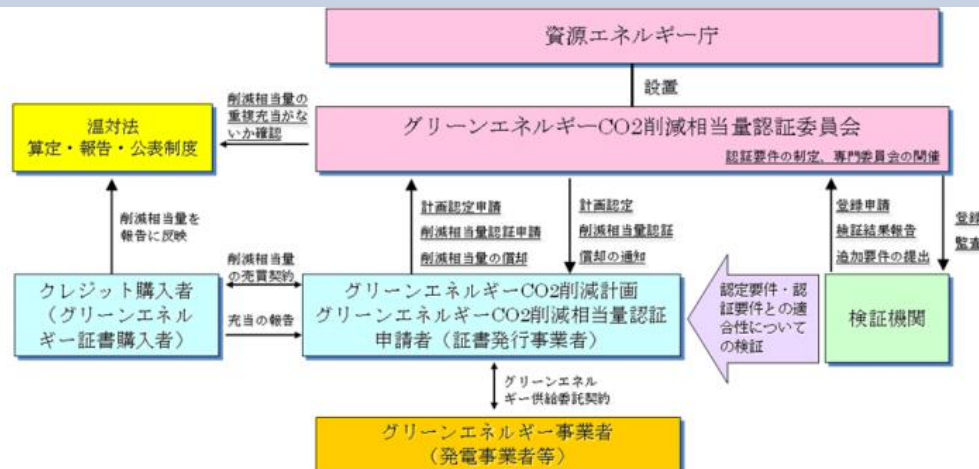 資源エネルギー庁
設置
削減相当量の
重複充当がな
いか確認
温対法
算定・報告・公表制度
グリーンエネルギーCO2削減相当量認証委員会
認証要件の制定、専門委員会の開催
削減相当量を
報告に反映
計画認定申請
削減相当量認証申請
削減相当量の償却
計画認定
削減相当量認証
償却の通知
登録申請
検証結果報告
追加要件の提出
登録
監査
削減相当量
の売買契約
クレジット購入者
（グリーンエネル
ギー証書購入者）
充当の報告
グリーンエネルギーCO2削減計画
グリーンエネルギーCO2削減相当量認証
申請者（証書発行事業者）
認定要件・認
証要件との適
合性について
の検証
検証機関
グリーンエネル
ギー供給委託契約
グリーンエネルギー事業者
（発電事業者等）